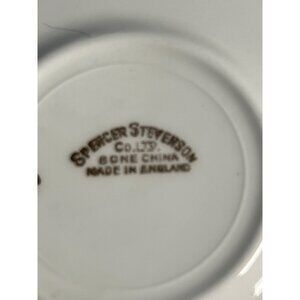 SPENCER STEVENSON
CO. LTD.
BONE CHINA
MADE IN ENGLAND